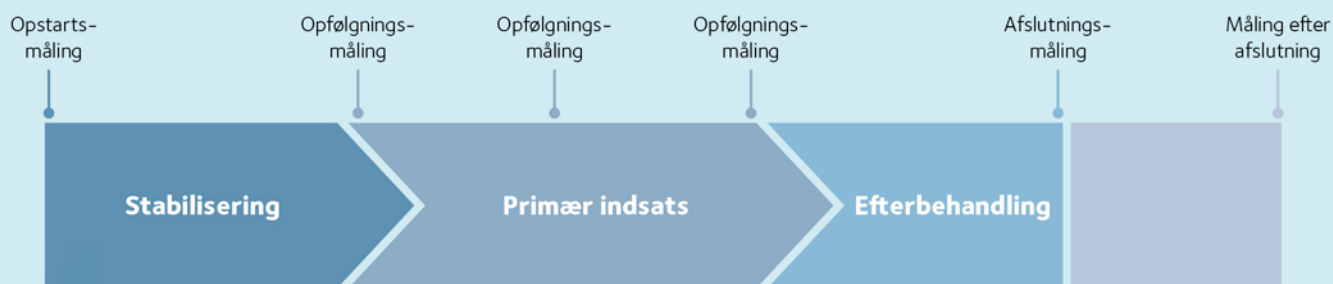 Opstarts-
måling
Opfølgnings-
måling
Opfølgnings-
måling
Opfølgnings-
måling
Afslutnings-
måling
Måling efter
afslutning
Stabilisering
Primær indsats
Efterbehandling